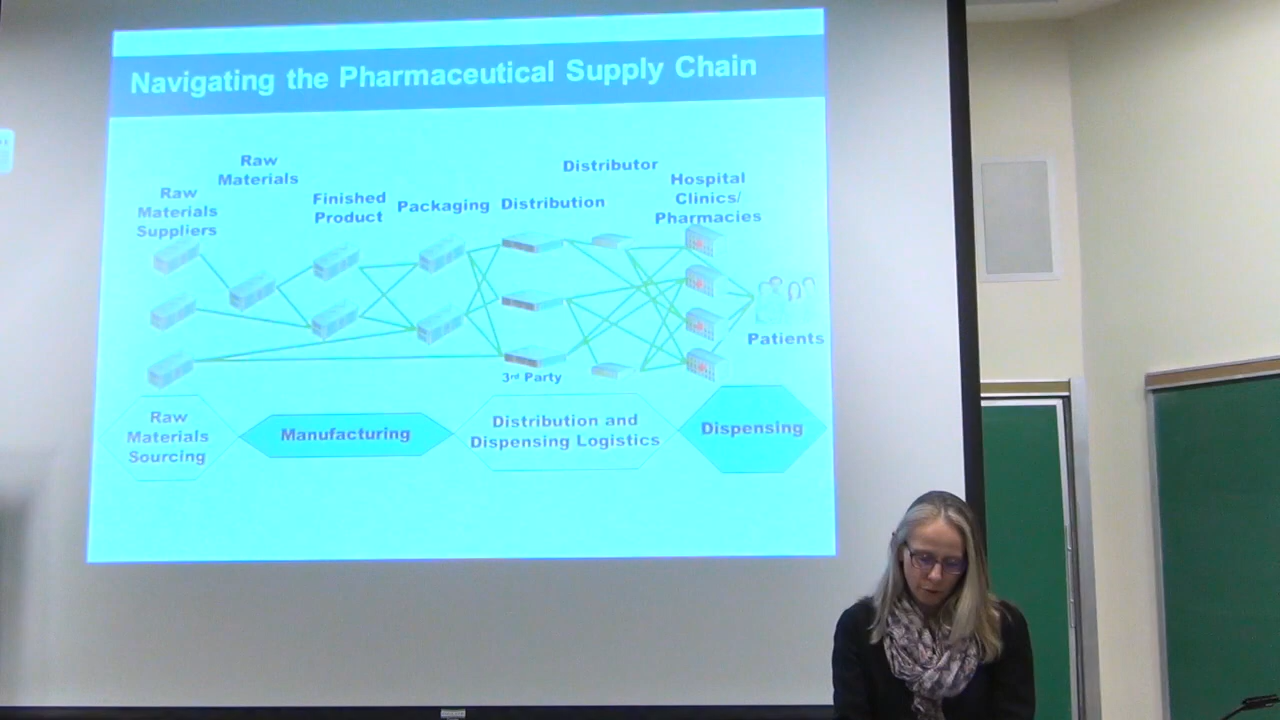 Navigating the Pharmaceutical Supply Chain
Raw
Materials
Suppliers
Raw
Materials
Finished
Product
Packaging
Distribution
Distributor
Hospital
Clinics/
Pharmacies
Patients
3rd Party
Raw
Materials
Sourcing
Manufacturing
Distribution and
Dispensing Logistics
Dispensing